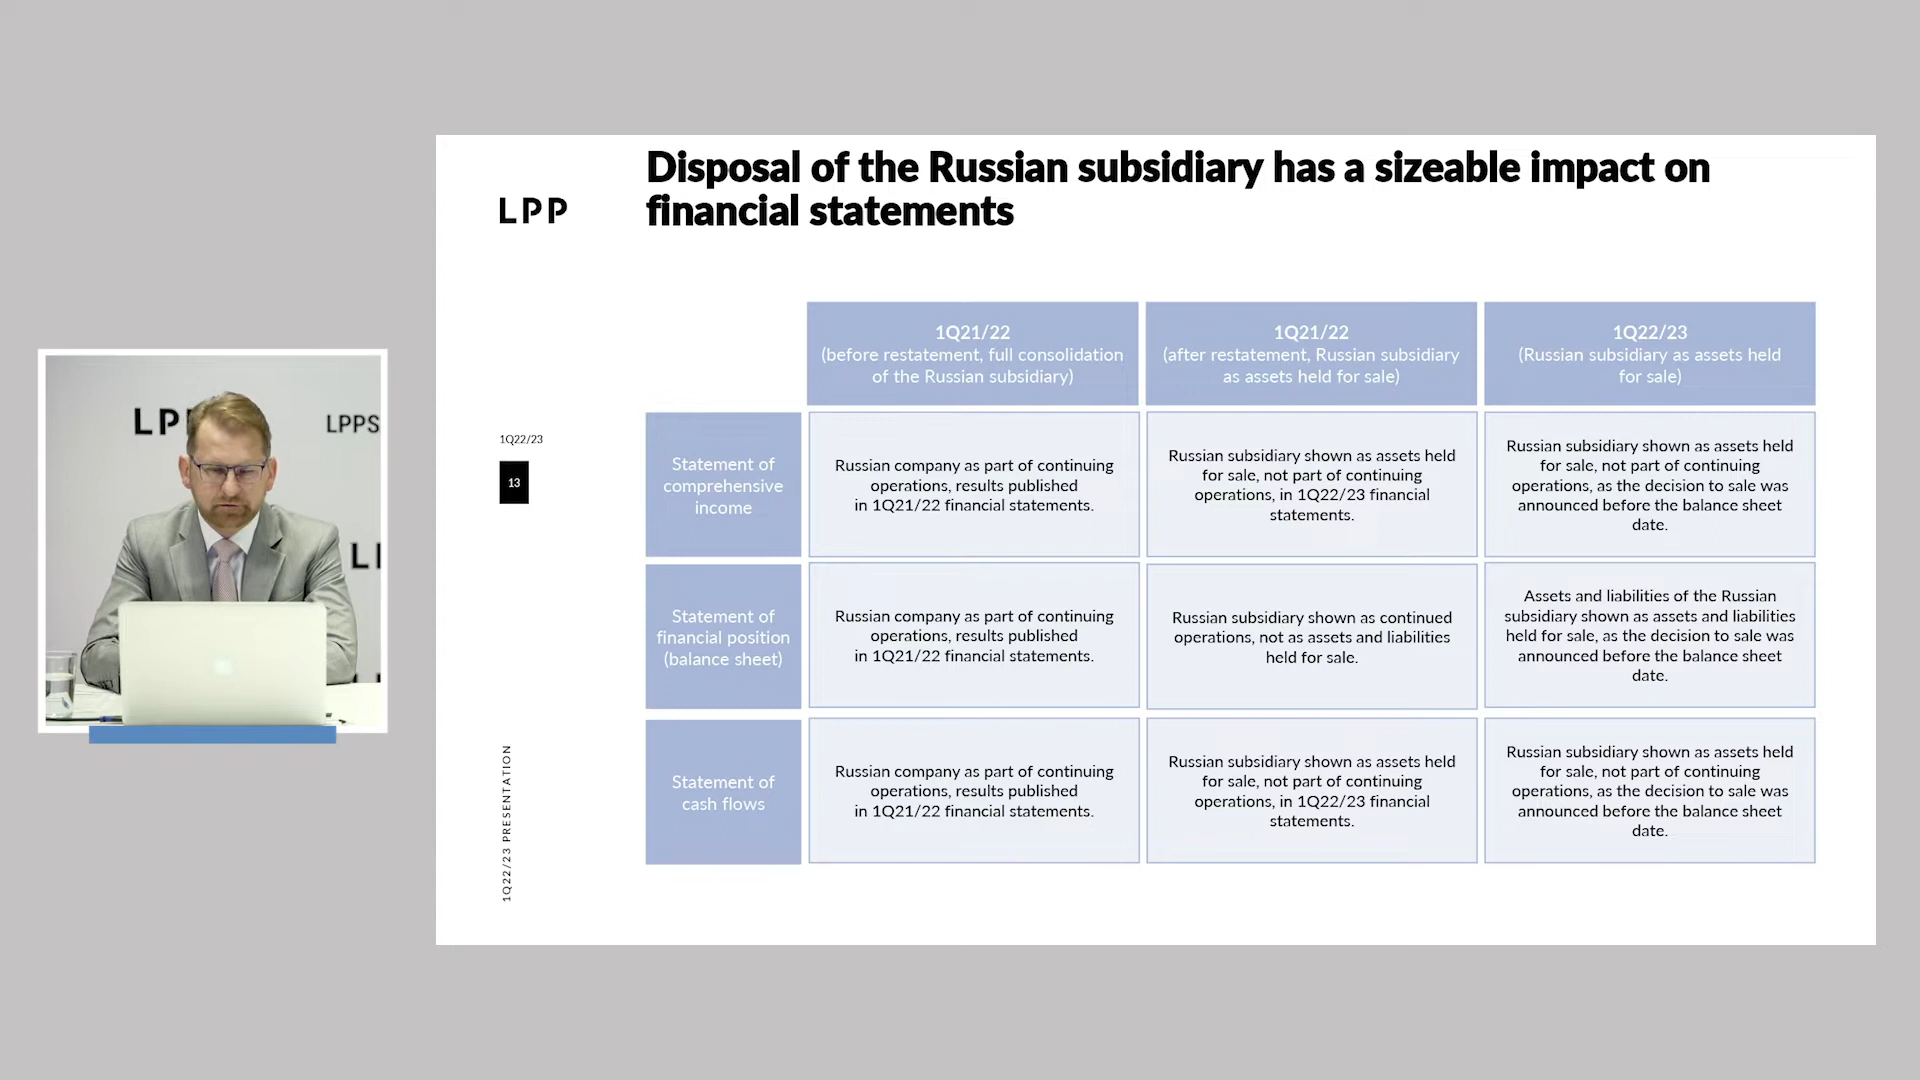 Disposal of the Russian subsidiary has a sizeable impact on
financial statements
LPP
1Q21/22
(before restatement, full consolidation
of the Russian subsidiary)
1Q21/22
(after restatement, Russian subsidiary
as assets held for sale)
1Q22/23
(Russian subsidiary as assets held
for sale)
LPP
LPPS
L
1Q22/23
13
Statement of
comprehensive
income
Russian company as part of continuing
operations, results published
in 1Q21/22 financial statements.
Russian subsidiary shown as assets held
for sale, not part of continuing
operations, in 1Q22/23 financial
statements.
Russian subsidiary shown as assets held
for sale, not part of continuing
operations, as the decision to sale was
announced before the balance sheet
date.
Statement of
financial position
(balance sheet)
Russian company as part of continuing
operations, results published
in 1Q21/22 financial statements.
Russian subsidiary shown as continued
operations, not as assets and liabilities
held for sale.
Assets and liabilities of the Russian
subsidiary shown as assets and liabilities
held for sale, as the decision to sale was
announced before the balance sheet
date.
Statement of
cash flows
Russian company as part of continuing
operations, results published
in 1Q21/22 financial statements.
Russian subsidiary shown as assets held
for sale, not part of continuing
operations, in 1Q22/23 financial
statements.
Russian subsidiary shown as assets held
for sale, not part of continuing
operations, as the decision to sale was
announced before the balance sheet
date.
1Q22/23 PRESENTATION